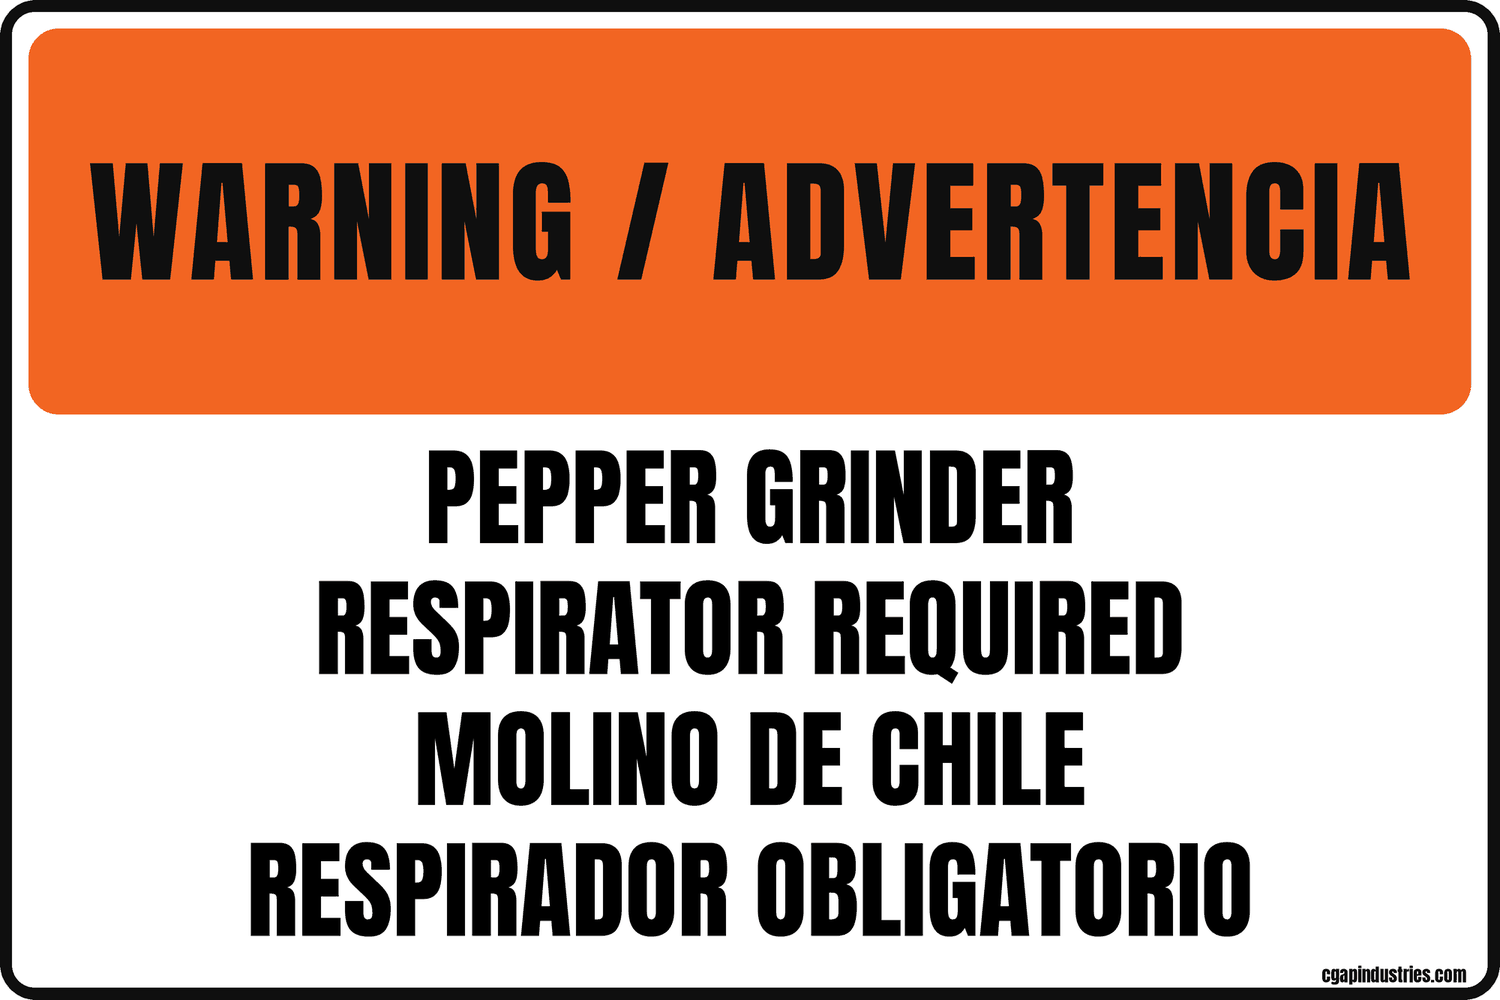 WARNING / ADVERTENCIA
PEPPER GRINDER
RESPIRATOR REQUIRED
MOLINO DE CHILE
RESPIRADOR OBLIGATORIO
cgapindustries.com